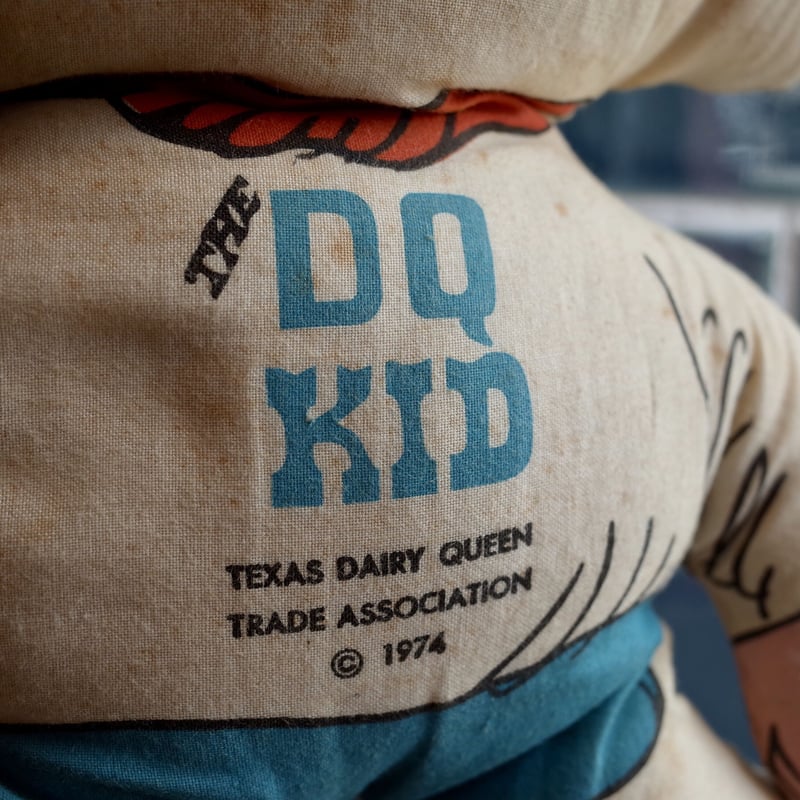 THE
DQ
KID
TEXAS DAIRY QUEEN
TRADE ASSOCIATION
© 1974